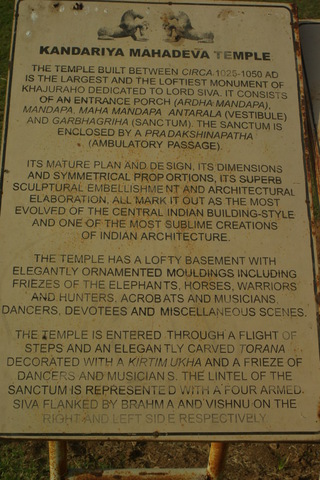 KANDARIYA MAHADEVA TEMPLE
THE TEMPLE BUILT BETWEEN CIRCA 1025-1050 AD
IS THE LARGEST AND THE LOFTIEST MONUMENT OF
KHAJURAHO DEDICATED TO LORD SIVA. IT CONSISTS
OF AN ENTRANCE PORCH (ARDHA MANDAPA),
MANDAPA, MAHA MANDAPA ANTARALA (VESTIBULE)
AND GARBHAGRIHA (SANCTUM). THE SANCTUM IS
ENCLOSED BY A PRADAKSHINAPATHA
(AMBULATORY PASSAGE).
ITS MATURE PLAN AND DESIGN, ITS DIMENSIONS
AND SYMMETRICAL PROPORTIONS, ITS SUPERB
SCULPTURAL EMBELLISHMENT AND ARCHITECTURAL
ELABORATION, ALL MARK IT OUT AS THE MOST
EVOLVED OF THE CENTRAL INDIAN BUILDING-STYLE
AND ONE OF THE MOST SUBLIME CREATIONS
OF INDIAN ARCHITECTURE.
THE TEMPLE HAS A LOFTY BASEMENT WITH
ELEGANTLY ORNAMENTED MOULDINGS INCLUDING
FRIEZES OF THE ELEPHANTS, HORSES, WARRIORS
AND HUNTERS, ACROBATS AND MUSICIANS,
DANCERS, DEVOTEES AND MISCELLANEOUS SCENES.
THE TEMPLE IS ENTERED THROUGH A FLIGHT OF
STEPS AND AN ELEGANTLY CARVED TORANA
DECORATED WITH A KIRTIMUKHA AND A FRIEZE OF
DANCERS AND MUSICIANS. THE LINTEL OF THE
SANCTUM IS REPRESENTED WITH A FOUR ARMED
SIVA FLANKED BY BRAHMA AND VISHNU ON THE
RIGHT AND LEFT SIDE RESPECTIVELY